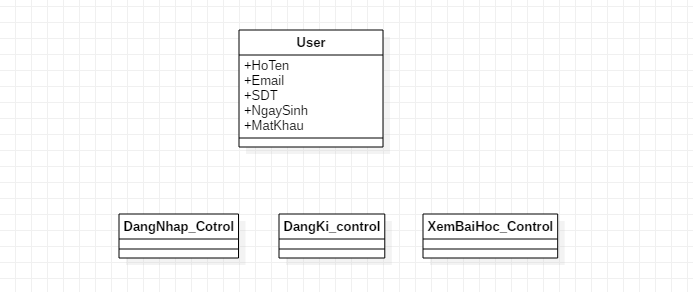 User
+HoTen
+Email
+SDT
+NgaySinh
+MatKhau
DangNhap_Cotrol
DangKi_control
XemBaiHoc_Control